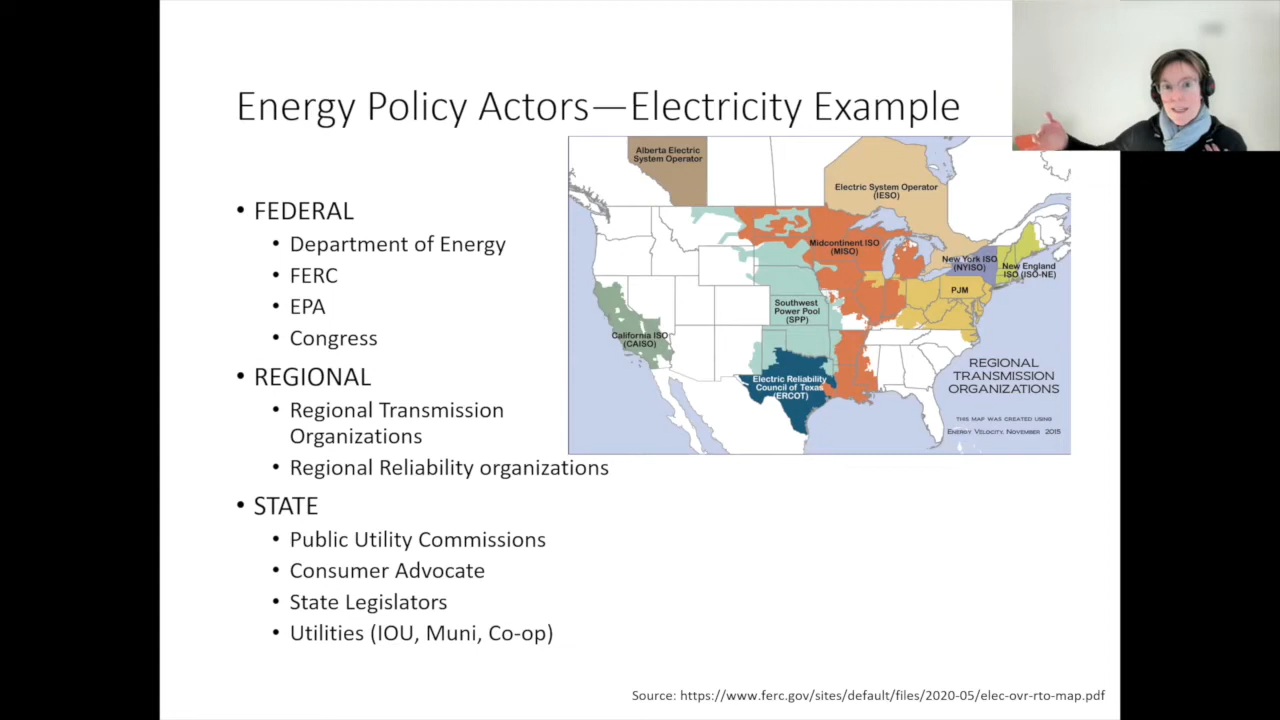 Energy Policy Actors—Electricity Example
• FEDERAL
• Department of Energy
• FERC
• EPA
• Congress
• REGIONAL
• Regional Transmission
Organizations
• Regional Reliability organizations
• STATE
• Public Utility Commissions
• Consumer Advocate
• State Legislators
• Utilities (IOU, Muni, Co-op)
Alberta Electric
System Operator
Electric System Operator
(IESO)
Midcontinent ISO
(MISO)
New York ISO
(NYISO)
New England
ISO (ISO-NE)
PJM
Southwest
Power Pool
(SPP)
California ISO
(CAISO)
Electric Reliability
Council of Texas
(ERCOT)
REGIONAL
TRANSMISSION
ORGANIZATIONS
THIS MAP WAS CREATED USING
ENERGY VELOCITY, NOVEMBER 2015
Source: https://www.ferc.gov/sites/default/files/2020-05/elec-ovr-rto-map.pdf